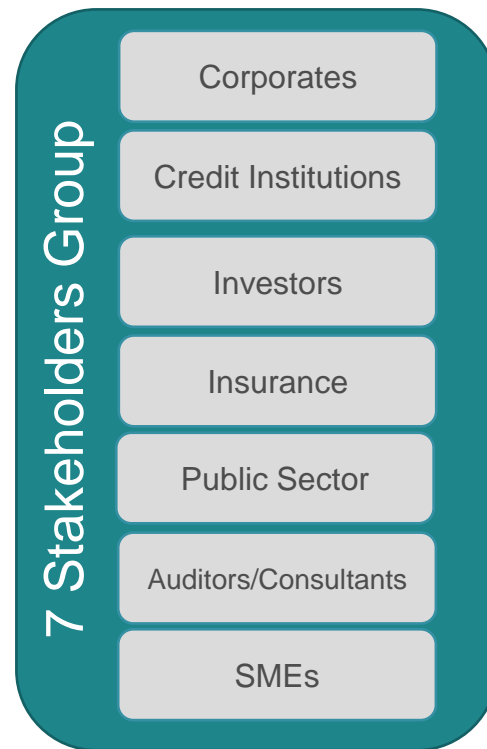 7 Stakeholders Group
Corporates
Credit Institutions
Investors
Insurance
Public Sector
Auditors/Consultants
SMEs